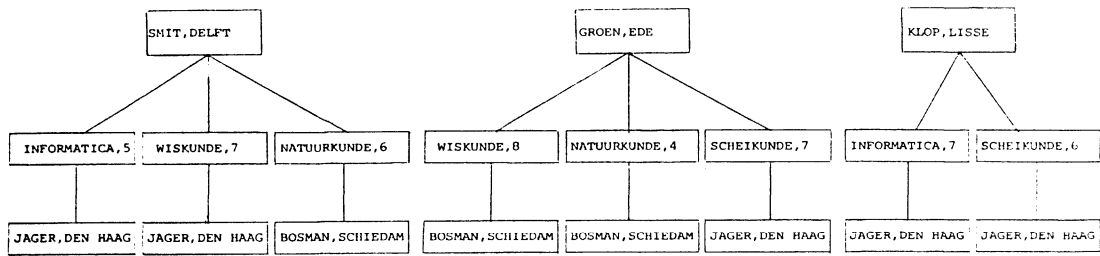 SMIT,DELFT
GROEN,EDE
KLOP,LISSE
INFORMATICA,5
WISKUNDE,7
NATUURKUNDE,6
WISKUNDE,8
NATUURKUNDE,4
SCHEIKUNDE,7
INFORMATICA,7
SCHEIKUNDE,6
JAGER,DEN HAAG
JAGER,DEN HAAG
BOSMAN,SCHIEDAM
BOSMAN,SCHIEDAM
BOSMAN,SCHIEDAM
JAGER,DEN HAAG
JAGER,DEN HAAG
JAGER,DEN HAAG